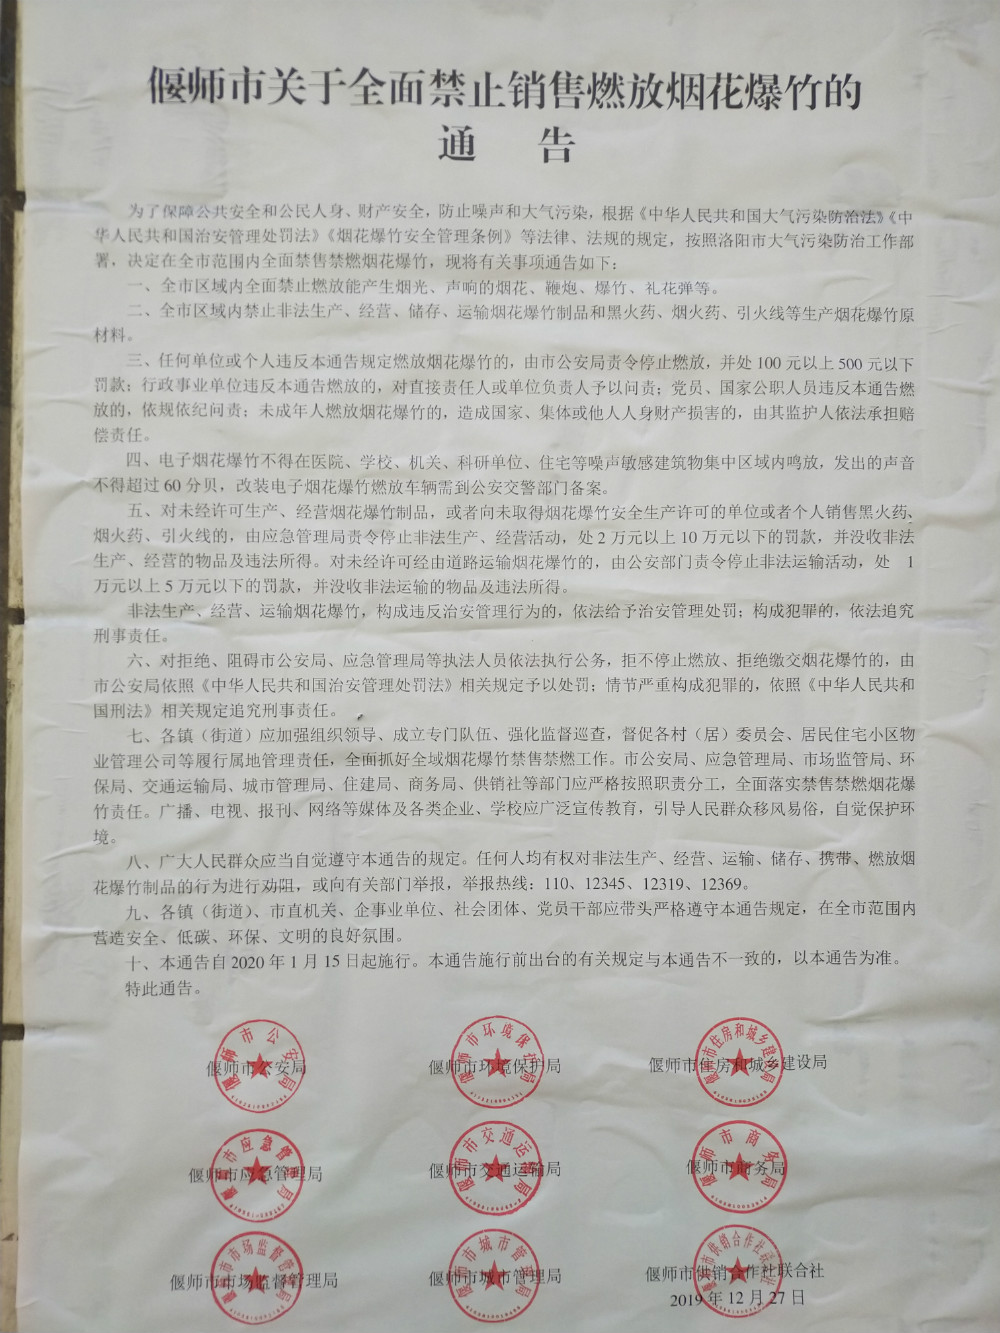 偃师市关于全面禁止销售燃放烟花爆竹的
通 告
为了保障公共安全和公民人身、财产安全，防止噪声和大气污染，根据《中华人民共和国大气污染防治法》《中
华人民共和国治安管理处罚法》《烟花爆竹安全管理条例》等法律、法规的规定，按照洛阳市大气污染防治工作部
署，决定在全市范围内全面禁售禁燃烟花爆竹，现将有关事项通告如下：
一、全市区域内全面禁止燃放能产生烟光、声响的烟花、鞭炮、爆竹、礼花弹等。
二、全市区域内禁止非法生产、经营、储存、运输烟花爆竹制品和黑火药、烟火药、引火线等生产烟花爆竹原
材料。
三、任何单位或个人违反本通告规定燃放烟花爆竹的，由市公安局责令停止燃放，并处100元以上500元以下
罚款；行政事业单位违反本通告燃放的，对直接责任人或单位负责人予以问责；党员、国家公职人员违反本通告燃
放的，依规依纪问责；未成年人燃放烟花爆竹的，造成国家、集体或他人人身财产损害的，由其监护人依法承担赔
偿责任。
四、电子烟花爆竹不得在医院、学校、机关、科研单位、住宅等噪声敏感建筑物集中区域内鸣放，发出的声音
不得超过60分贝，改装电子烟花爆竹燃放车辆需到公安交警部门备案。
五、对未经许可生产、经营烟花爆竹制品，或者向未取得烟花爆竹安全生产许可的单位或者个人销售黑火药、
烟火药、引火线的，由应急管理局责令停止非法生产、经营活动，处2万元以上10万元以下的罚款，并没收非法
生产、经营的物品及违法所得。对未经许可经由道路运输烟花爆竹的，由公安部门责令停止非法运输活动，处 1
万元以上5万元以下的罚款，并没收非法运输的物品及违法所得。
非法生产、经营、运输烟花爆竹，构成违反治安管理行为的，依法给予治安管理处罚；构成犯罪的，依法追究
刑事责任。
六、对拒绝、阻碍市公安局、应急管理局等执法人员依法执行公务，拒不停止燃放、拒绝缴交烟花爆竹的，由
市公安局依照《中华人民共和国治安管理处罚法》相关规定予以处罚；情节严重构成犯罪的，依照《中华人民共和
国刑法》相关规定追究刑事责任。
七、各镇（街道）应加强组织领导、成立专门队伍、强化监督巡查，督促各村（居）委员会、居民住宅小区物
业管理公司等履行属地管理责任，全面抓好全域烟花爆竹禁售禁燃工作。市公安局、应急管理局、市场监管局、环
保局、交通运输局、城市管理局、住建局、商务局、供销社等部门应严格按照职责分工，全面落实禁售禁燃烟花爆
竹责任。广播、电视、报刊、网络等媒体及各类企业、学校应广泛宣传教育，引导人民群众移风易俗，自觉保护环
境。
八、广大人民群众应当自觉遵守本通告的规定。任何人均有权对非法生产、经营、运输、储存、携带、燃放烟
花爆竹制品的行为进行劝阻，或向有关部门举报，举报热线：110、12345、12319、12369。
九、各镇（街道）、市直机关、企事业单位、社会团体、党员干部应带头严格遵守本通告规定，在全市范围内
营造安全、低碳、环保、文明的良好氛围。
十、本通告自2020年1月15日起施行。本通告施行前出台的有关规定与本通告不一致的，以本通告为准。
特此通告。
偃师市公安局 偃师市环境保护局 偃师市住房和城乡建设局
偃师市应急管理局 偃师市交通运输局 偃师市商务局
偃师市市场监督管理局 偃师市城市管理局 偃师市供销合作社联合社
2019年12月27日